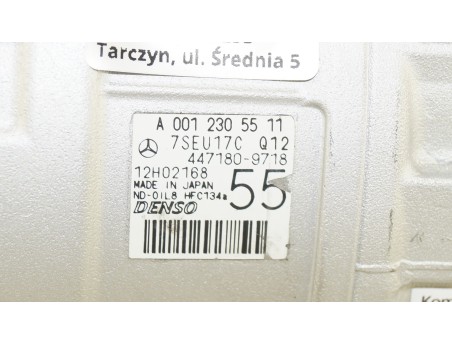 Tarczyn, ul. Średnia 5
A 001 230 55 11
7SEU17C Q12
447180-9718
12H02168
MADE IN JAPAN
ND-OIL8 HFC134a
55
DENSO
Kom